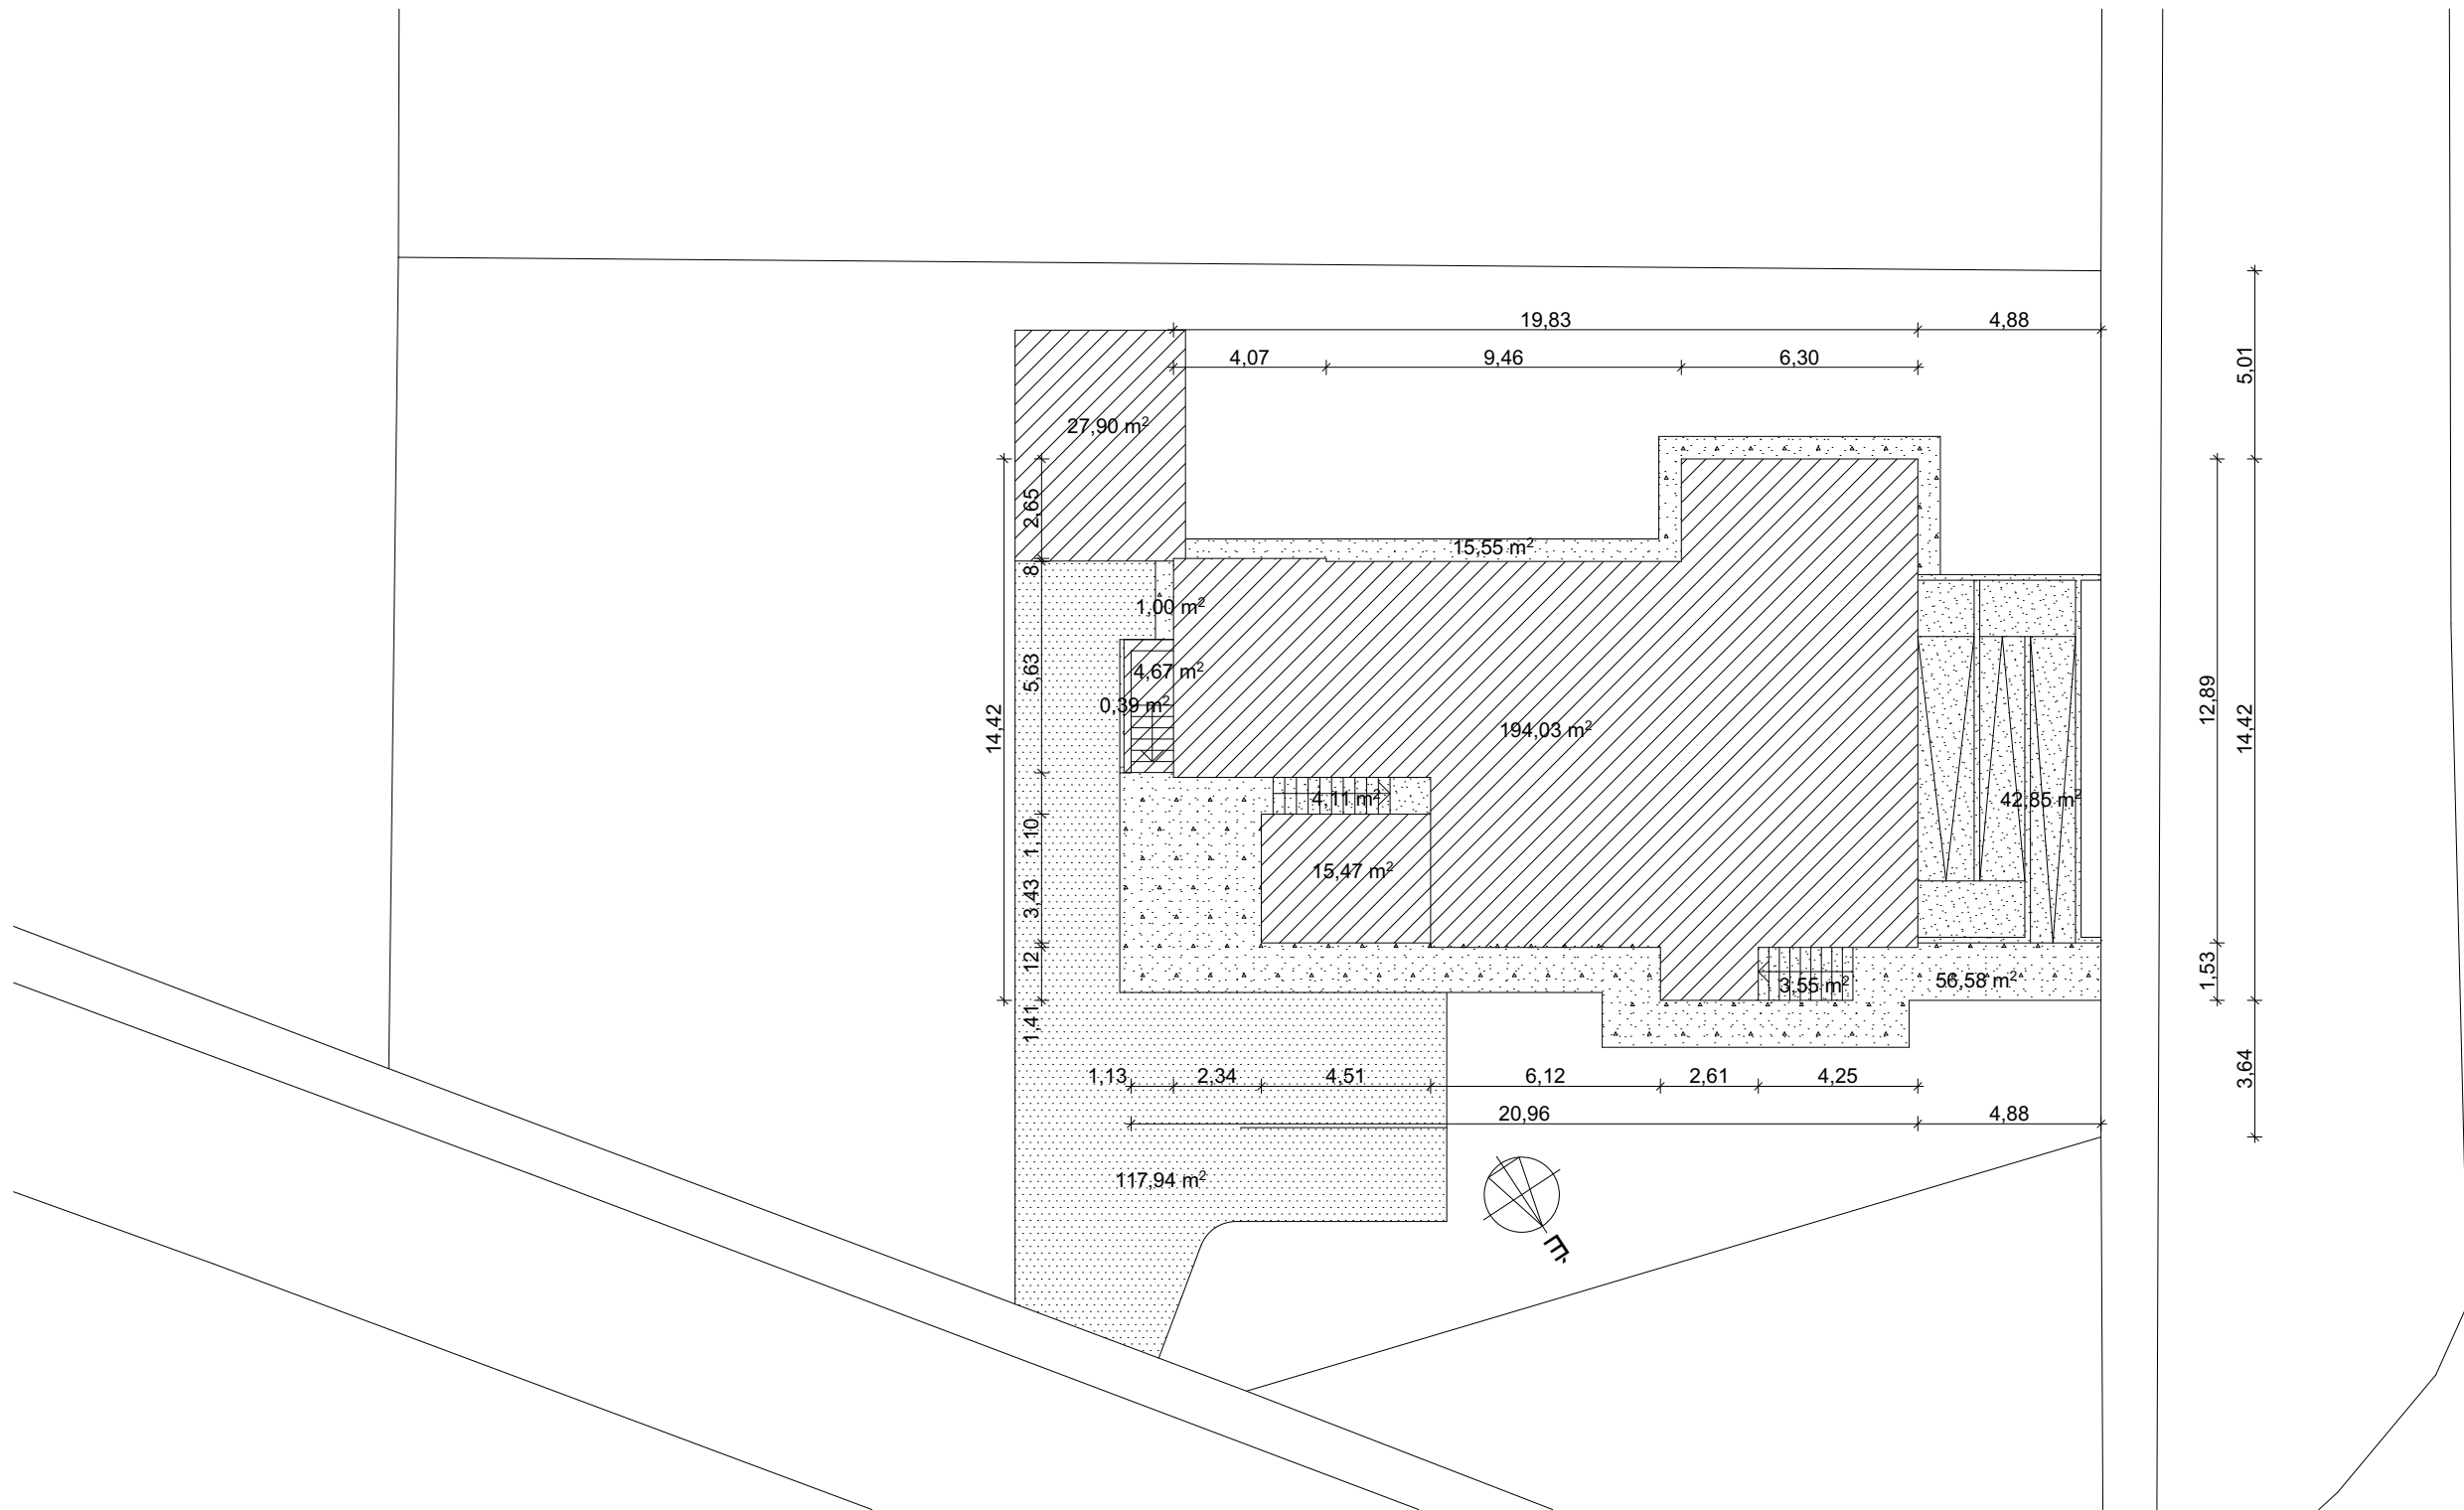 19,83
4,88
4,07
9,46
6,30
5,01
27,90 m²
2,65
15,55 m²
8
1,00 m²
5,63
4,67 m²
0,39 m²
14,42
194,03 m²
12,89
14,42
4,11 m²
42,85 m²
1,10
15,47 m²
3,43
12
3,55 m²
56,58 m²
1,53
1,41
3,64
1,13
2,34
4,51
6,12
2,61
4,25
20,96
4,88
117,94 m²
É